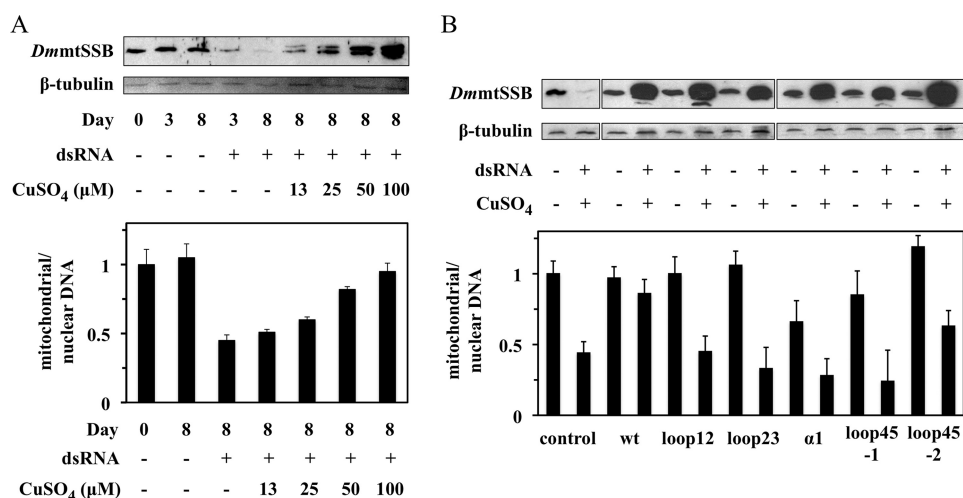 A
DmmtSSB
β-tubulin
Day 0 3 8 3 8 8 8 8 8
dsRNA - - - + + + + + +
CuSO4 (μM) - - - - - 13 25 50 100
mitochondrial/
nuclear DNA
1
0.5
0
Day 0 8 8 8 8 8 8
dsRNA - - + + + + +
CuSO4 (μM) - - - 13 25 50 100
B
DmmtSSB
β-tubulin
dsRNA - + - + - + - + - + - + - +
CuSO4 - + - + - + - + - + - + - +
mitochondrial/
nuclear DNA
1
0.5
0
control wt loop12 loop23 α1 loop45
-1 loop45
-2